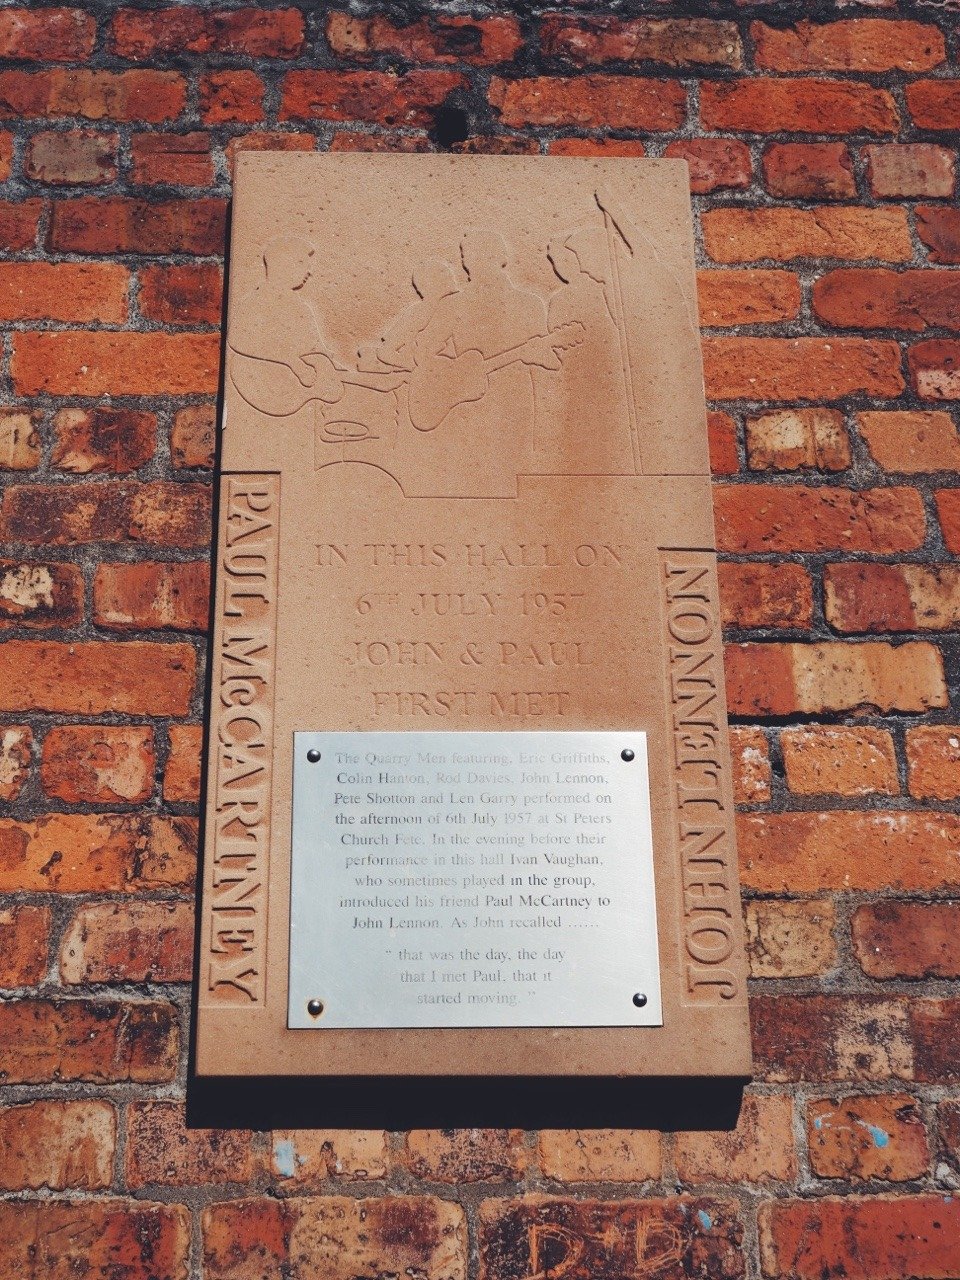 IN THIS HALL ON
6TH JULY 1957
JOHN & PAUL
FIRST MET
PAUL McCARTNEY
JOHN LENNON
The Quarry Men featuring, Eric Griffiths,
Colin Hanton, Rod Davies, John Lennon,
Pete Shotton and Len Garry performed on
the afternoon of 6th July 1957 at St Peters
Church Fete. In the evening before their
performance in this hall Ivan Vaughan,
who sometimes played in the group,
introduced his friend Paul McCartney to
John Lennon. As John recalled ......
“ that was the day, the day
that I met Paul, that it
started moving. ”